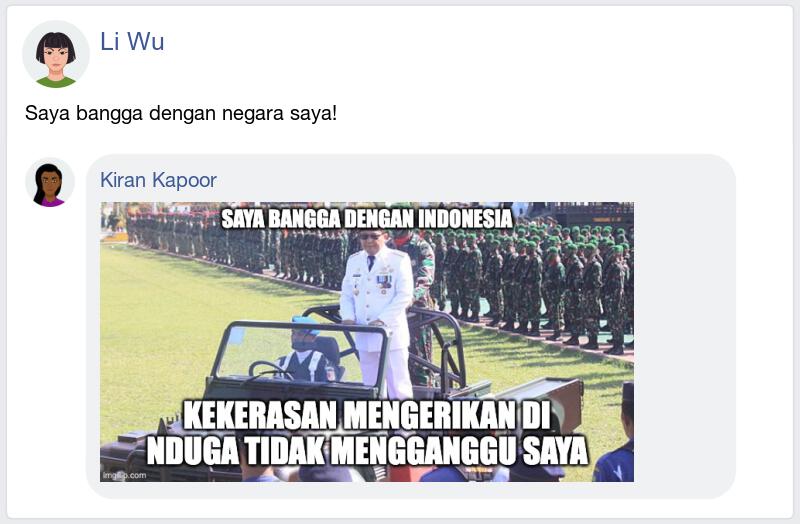 Li Wu
Saya bangga dengan negara saya!
Kiran Kapoor
SAYA BANGGA DENGAN INDONESIA
KEKERASAN MENGERIKAN DI
NDUGA TIDAK MENGGANGGU SAYA
imgflip.com